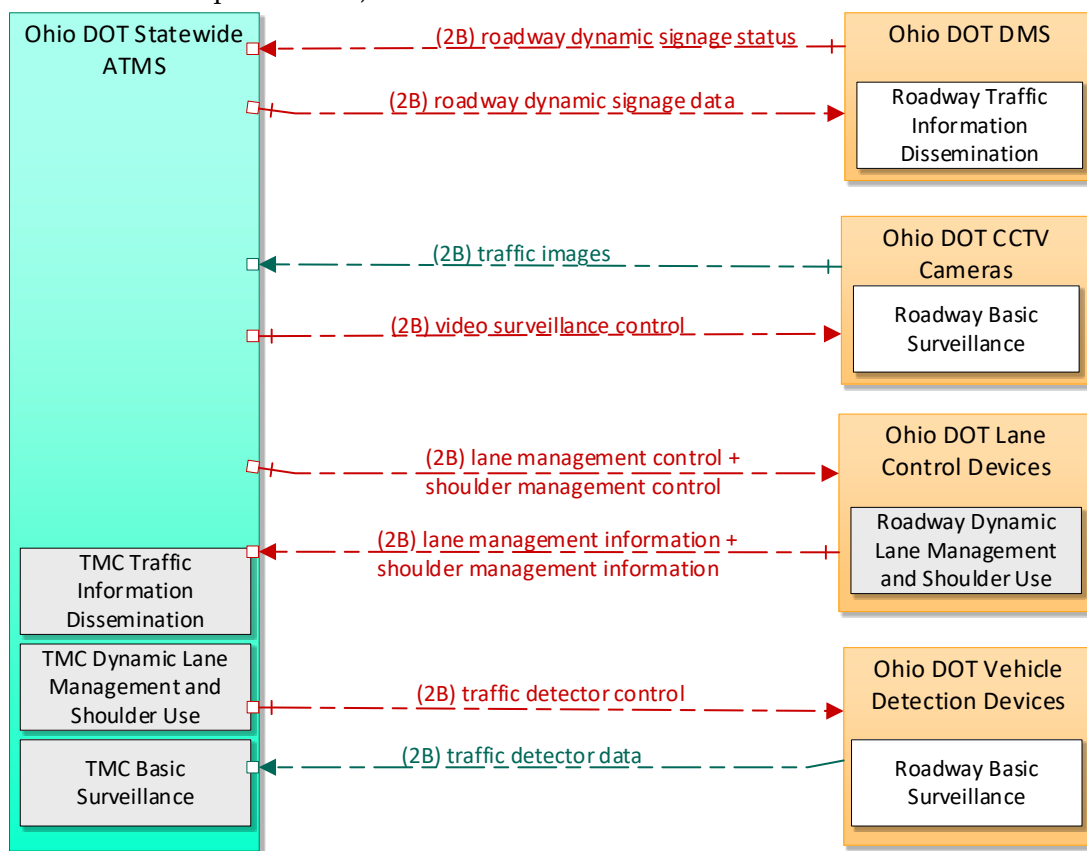 Ohio DOT Statewide
ATMS
(2B) roadway dynamic signage status
(2B) roadway dynamic signage data
Ohio DOT DMS
Roadway Traffic
Information
Dissemination
(2B) traffic images
(2B) video surveillance control
Ohio DOT CCTV
Cameras
Roadway Basic
Surveillance
(2B) lane management control +
shoulder management control
(2B) lane management information +
shoulder management information
Ohio DOT Lane
Control Devices
Roadway Dynamic
Lane Management
and Shoulder Use
TMC Traffic
Information
Dissemination
TMC Dynamic Lane
Management and
Shoulder Use
TMC Basic
Surveillance
(2B) traffic detector control
(2B) traffic detector data
Ohio DOT Vehicle
Detection Devices
Roadway Basic
Surveillance